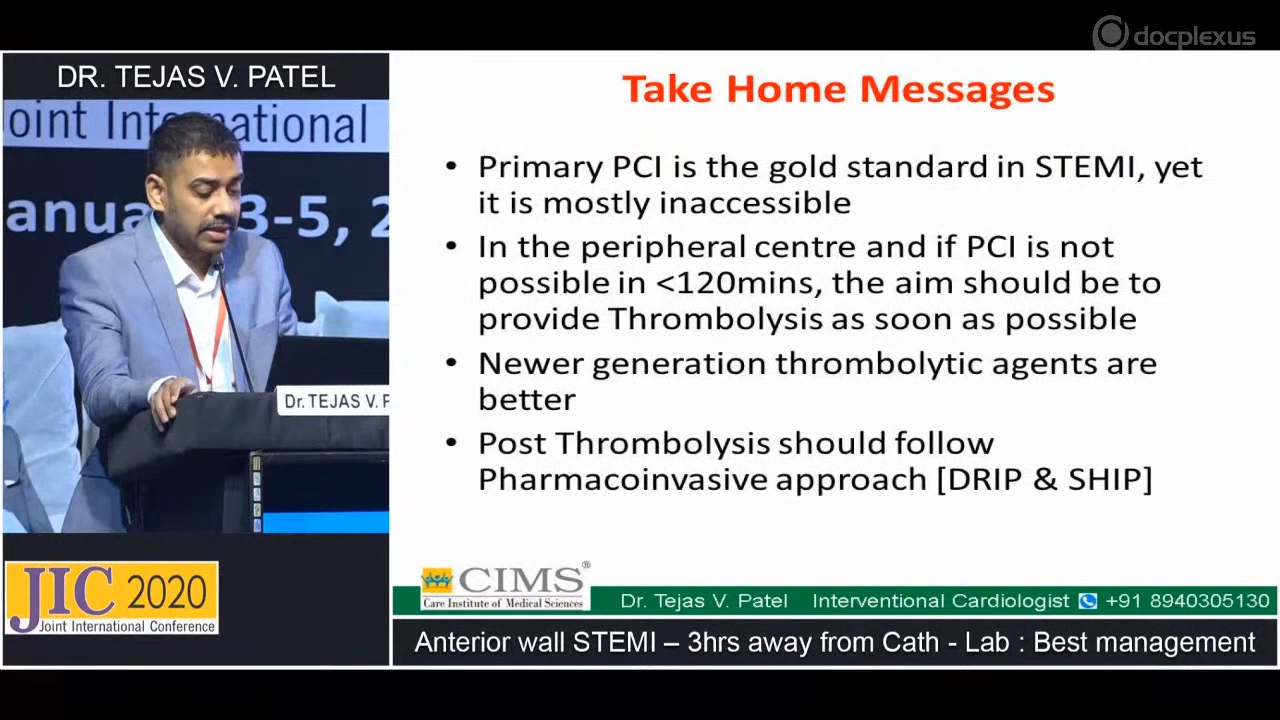 docplexus
DR. TEJAS V. PATEL
oint International
anua 3-5, 2
Dr. TEJAS V. P
JIC 2020
Joint International Conference
Take Home Messages
• Primary PCI is the gold standard in STEMI, yet
it is mostly inaccessible
• In the peripheral centre and if PCI is not
possible in <120mins, the aim should be to
provide Thrombolysis as soon as possible
• Newer generation thrombolytic agents are
better
• Post Thrombolysis should follow
Pharmacoinvasive approach [DRIP & SHIP]
CIMS®
Care Institute of Medical Sciences
Dr. Tejas V. Patel Interventional Cardiologist +91 8940305130
Anterior wall STEMI – 3hrs away from Cath - Lab : Best management